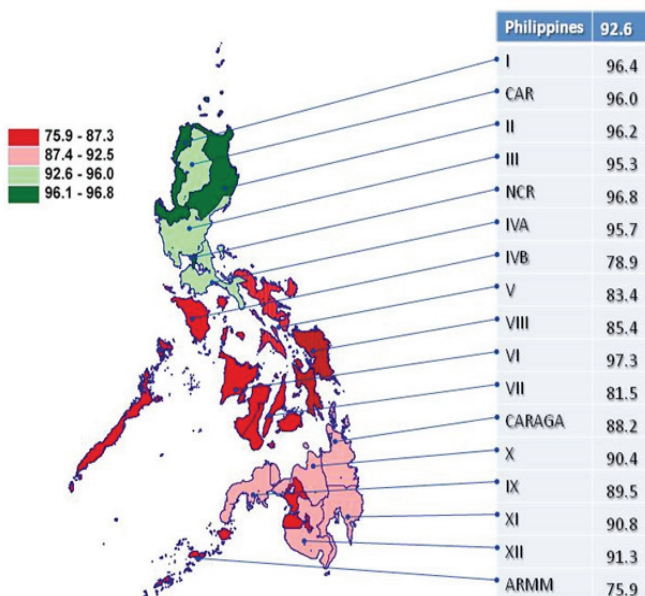 Philippines 92.6
I 96.4
CAR 96.0
II 96.2
III 95.3
NCR 96.8
IVA 95.7
IVB 78.9
V 83.4
VIII 85.4
VI 97.3
VII 81.5
CARAGA 88.2
X 90.4
IX 89.5
XI 90.8
XII 91.3
ARMM 75.9
75.9 - 87.3
87.4 - 92.5
92.6 - 96.0
96.1 - 96.8